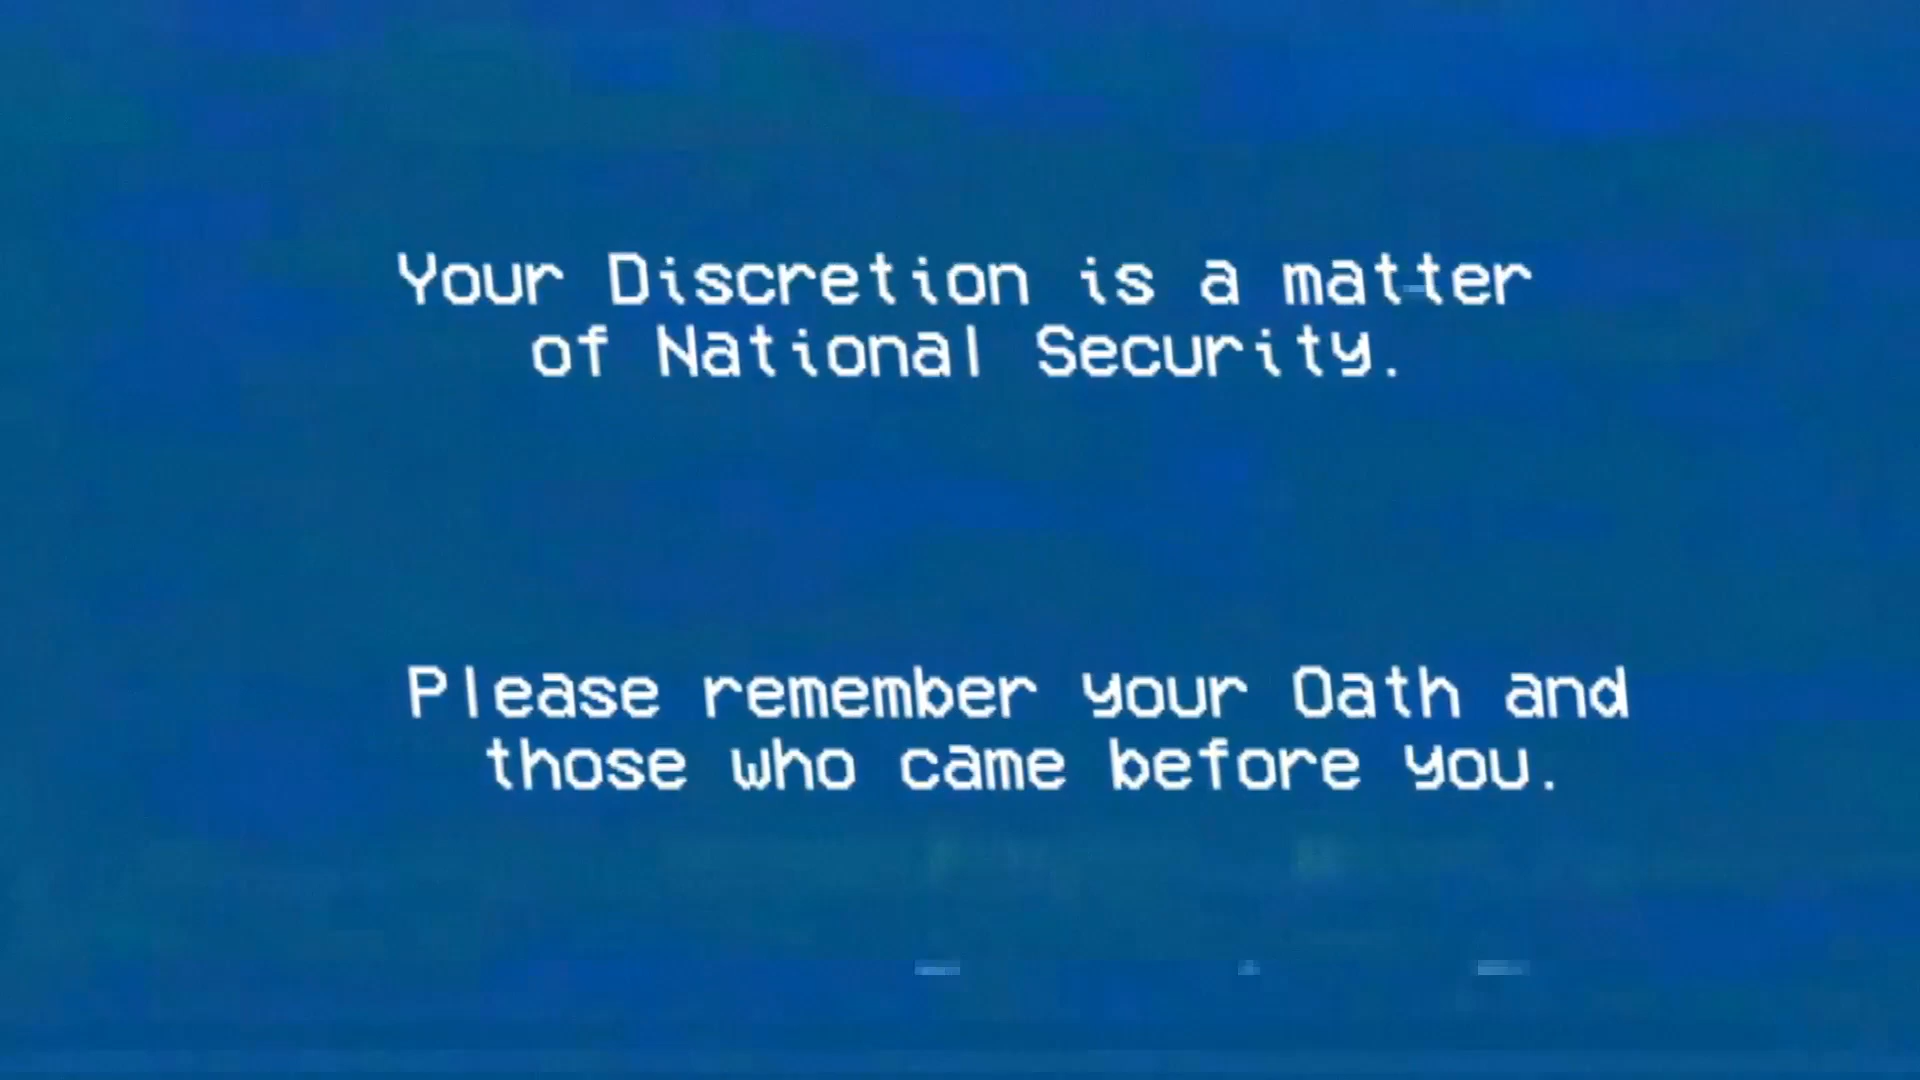 Your Discretion is a matter
of National Security.
Please remember your Oath and
those who came before you.